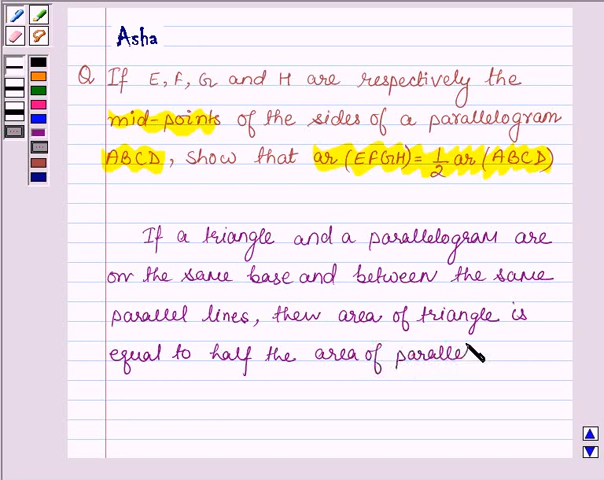 Asha
Q If E, F, G and H are respectively the
mid-points of the sides of a parallelogram
ABCD, show that ar(EFGH) = 1/2 ar(ABCD)
If a triangle and a parallelogram are
on the same base and between the same
parallel lines, then area of triangle is
equal to half the area of paralle